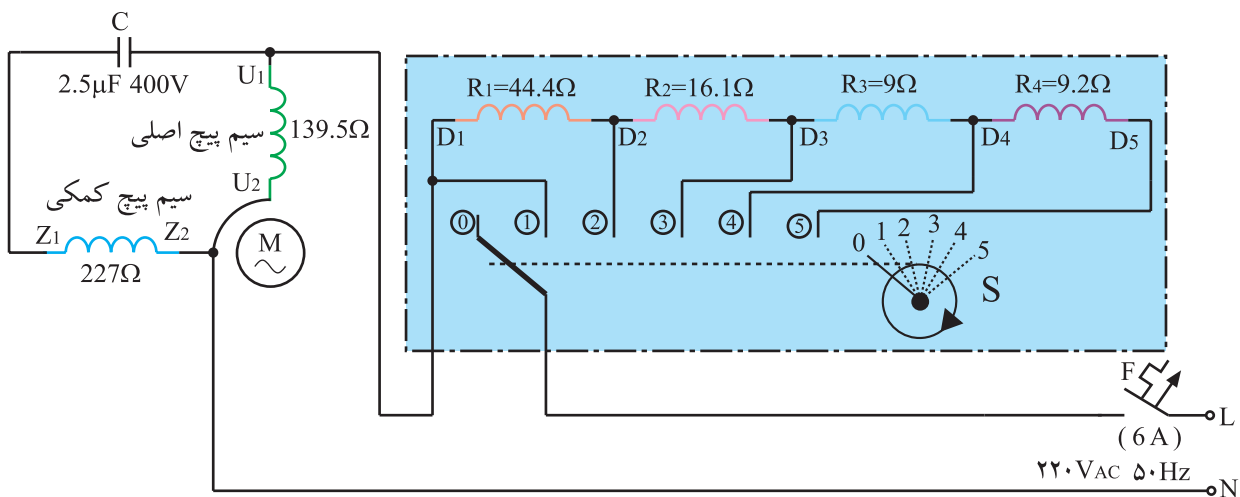 C
2.5µF 400V
U1
139.5Ω
سیم پیچ اصلی
U2
سیم پیچ کمکی
Z1
Z2
227Ω
M
R1=44.4Ω
R2=16.1Ω
R3=9Ω
R4=9.2Ω
D1
D2
D3
D4
D5
0
1
2
3
4
5
0
1
2
3
4
5
S
F
L
(6A)
۲۲۰VAC ۵۰Hz
N